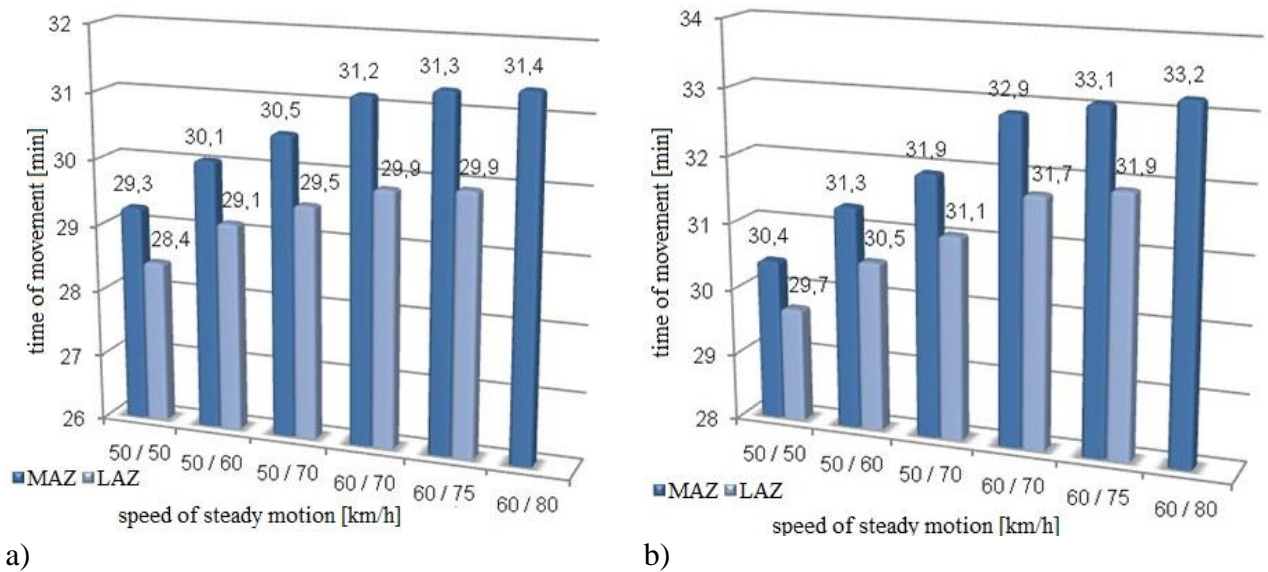 32
31
30
29
28
27
26
time of movement [min]
29,3
28,4
30,1
29,1
30,5
29,5
31,2
29,9
31,3
29,9
31,4
50 / 50
50 / 60
50 / 70
60 / 70
60 / 75
60 / 80
MAZ LAZ
speed of steady motion [km/h]
a)
34
33
32
31
30
29
28
time of movement [min]
30,4
29,7
31,3
30,5
31,9
31,1
32,9
31,7
33,1
31,9
33,2
50 / 50
50 / 60
50 / 70
60 / 70
60 / 75
60 / 80
MAZ LAZ
speed of steady motion [km/h]
b)